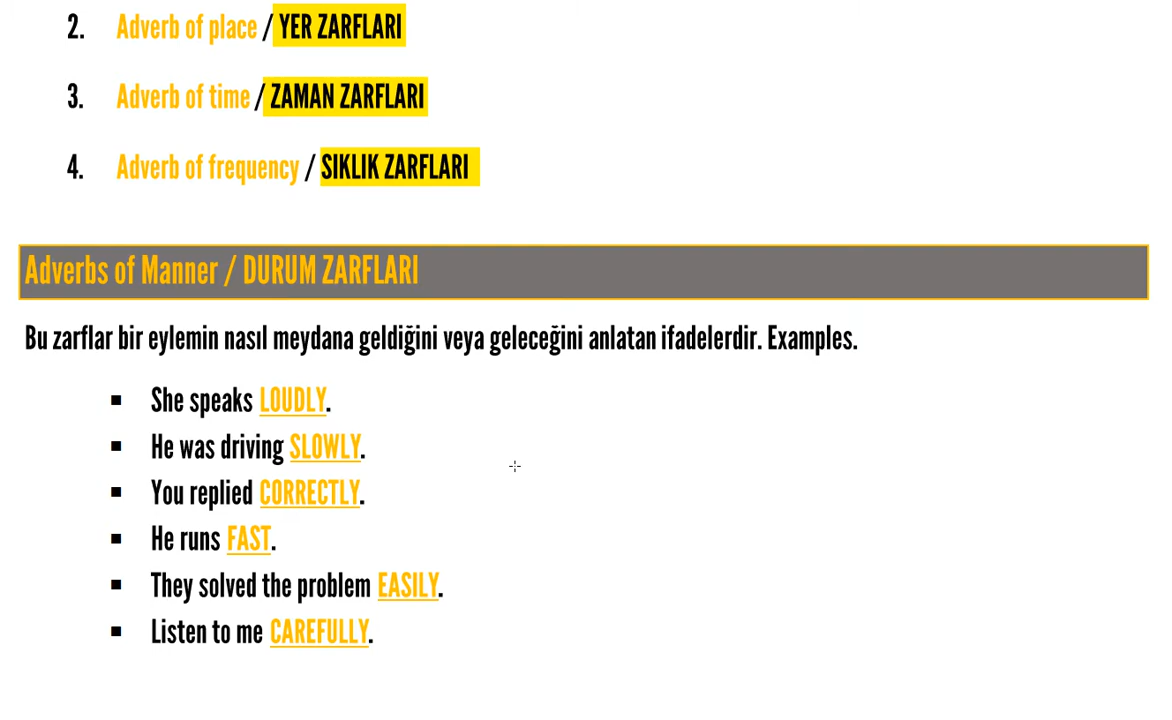 2. Adverb of place / YER ZARFLARI
3. Adverb of time / ZAMAN ZARFLARI
4. Adverb of frequency / SIKLIK ZARFLARI
Adverbs of Manner / DURUM ZARFLARI
Bu zarflar bir eylemin nasıl meydana geldiğini veya geleceğini anlatan ifadelerdir. Examples.
▪ She speaks LOUDLY.
▪ He was driving SLOWLY.
▪ You replied CORRECTLY.
▪ He runs FAST.
▪ They solved the problem EASILY.
▪ Listen to me CAREFULLY.